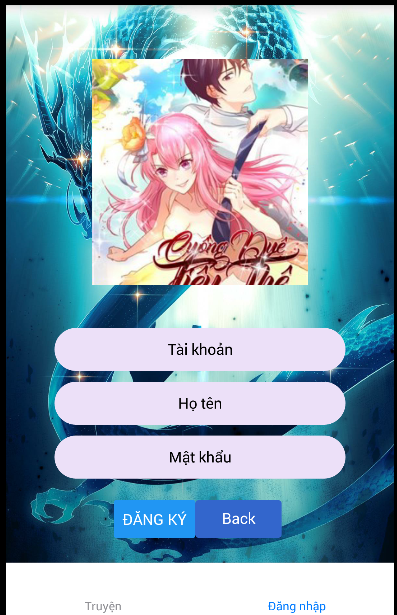 Cuồng Duệ
Tiểu Thê
Tài khoản
Họ tên
Mật khẩu
ĐĂNG KÝ
Back
Truyện
Đăng nhập